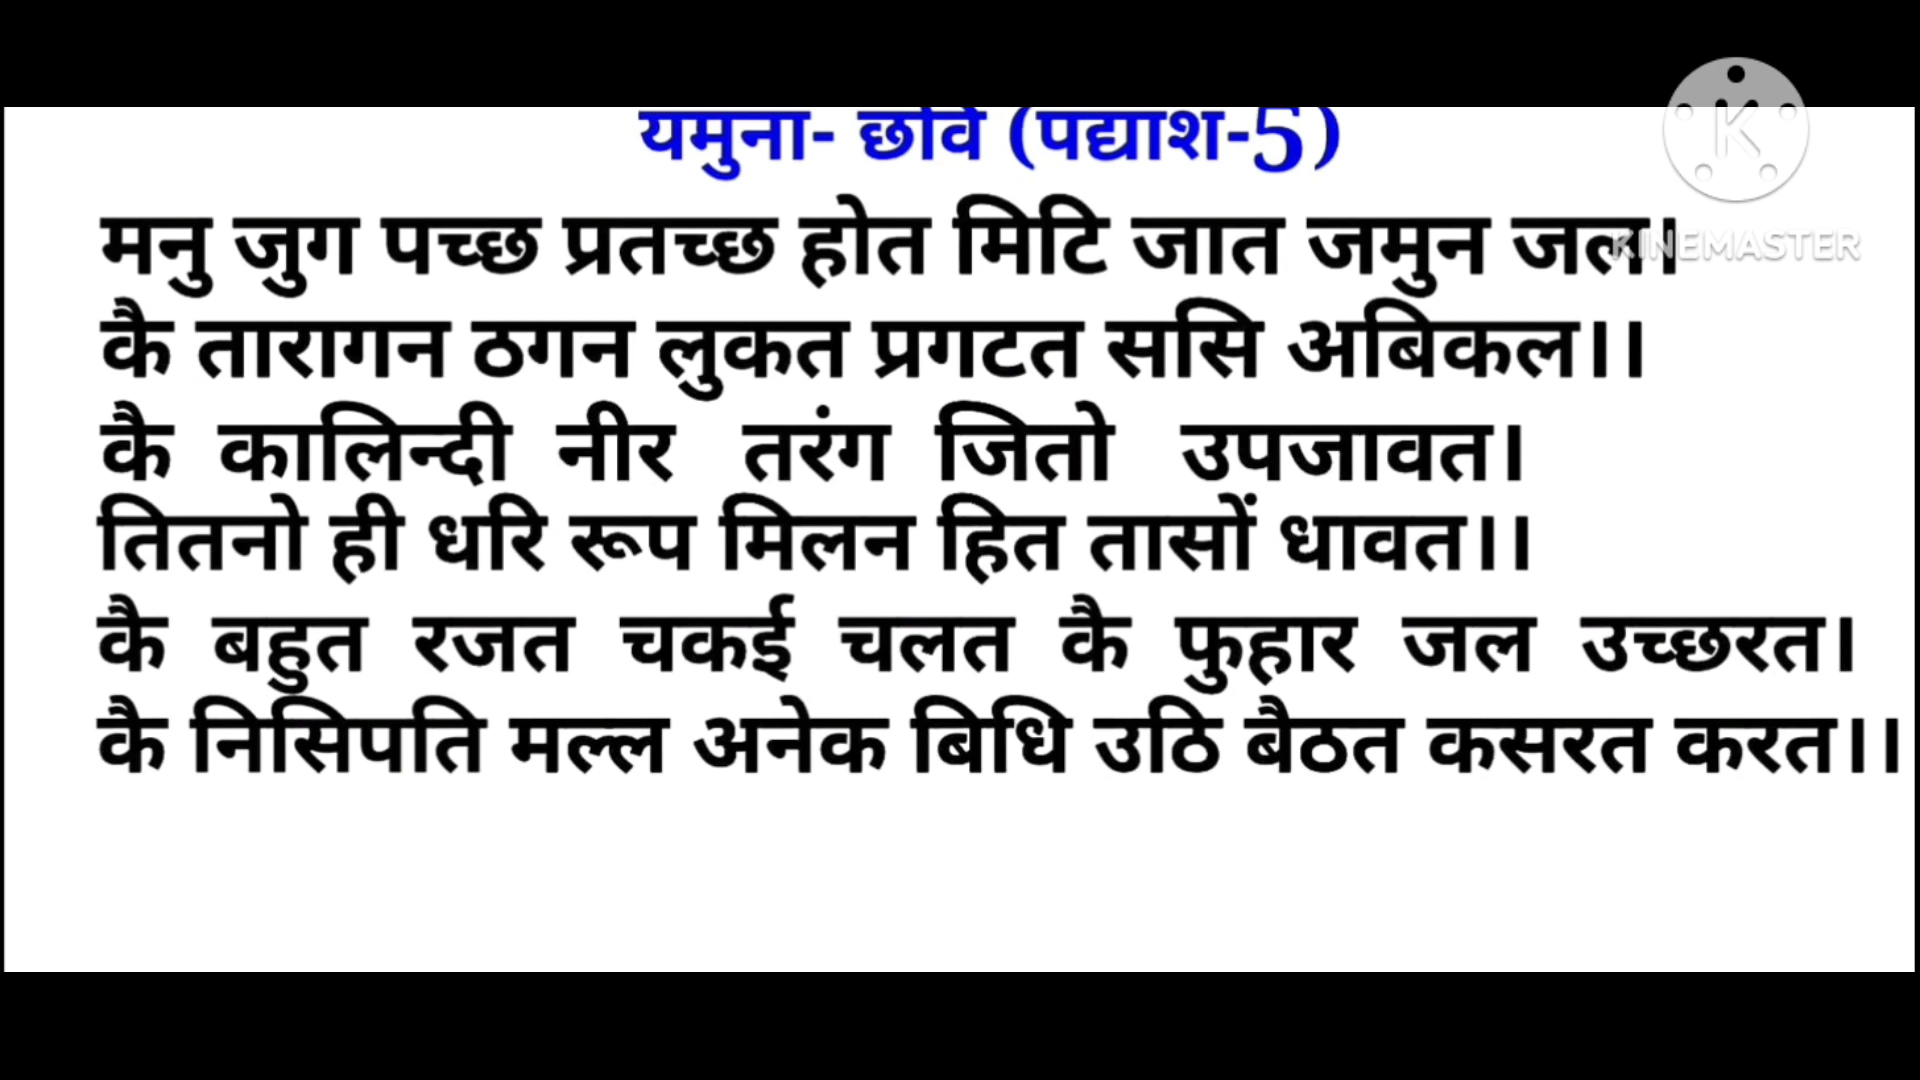 यमुना- छवि (पद्याश-5)
मनु जुग पच्छ प्रतच्छ होत मिटि जात जमुन जल।
KINEMASTER
कै तारागन ठगन लुकत प्रगटत ससि अबिकल।।
कै कालिन्दी नीर तरंग जितो उपजावत।
तितनो ही धरि रूप मिलन हित तासों धावत।।
कै बहुत रजत चकई चलत कै फुहार जल उच्छरत।
कै निसिपति मल्ल अनेक बिधि उठि बैठत कसरत करत।।